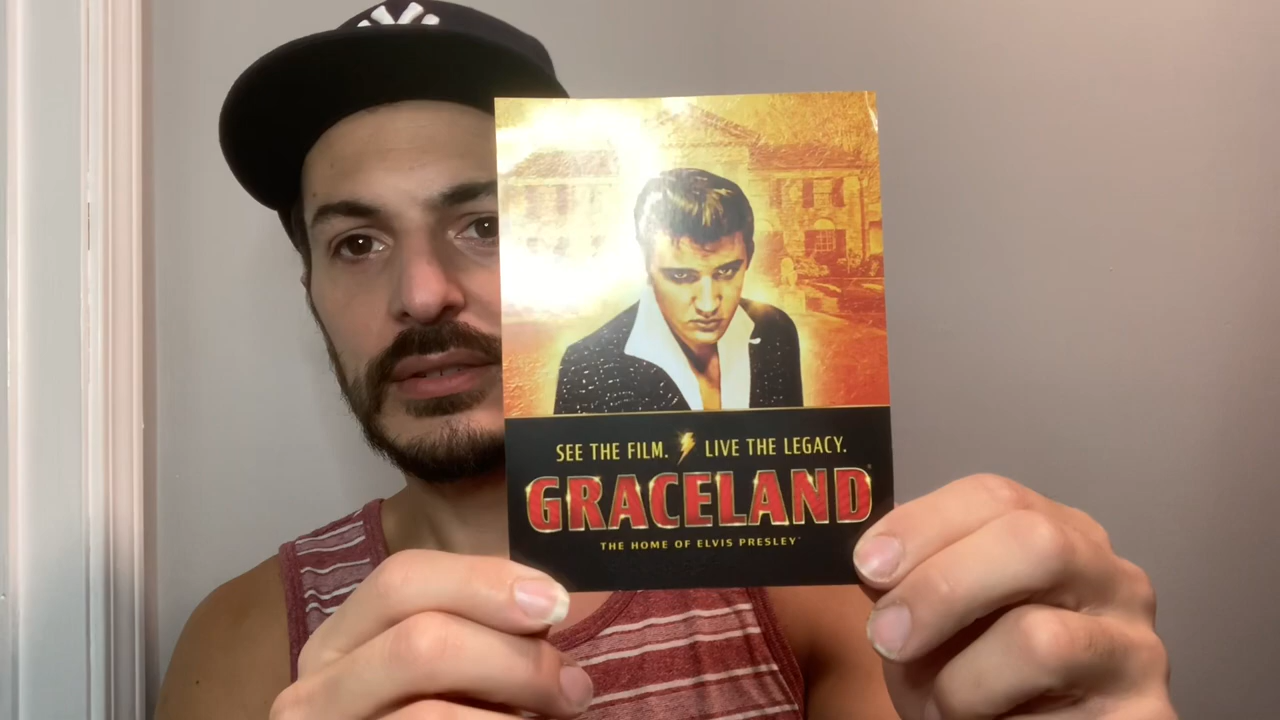 SEE THE FILM. LIVE THE LEGACY.
GRACELAND®
THE HOME OF ELVIS PRESLEY